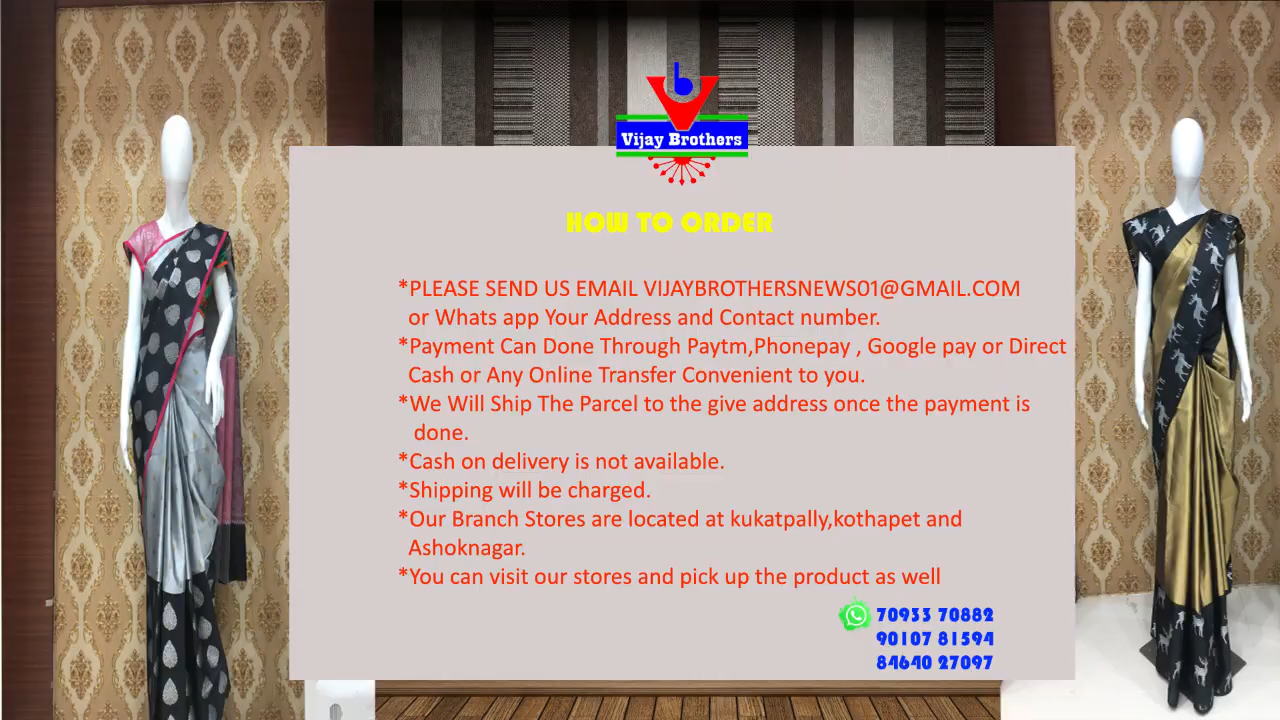 b
Vijay Brothers
HOW TO ORDER
*PLEASE SEND US EMAIL VIJAYBROTHERSNEWS01@GMAIL.COM
or Whats app Your Address and Contact number.
*Payment Can Done Through Paytm,Phonepay , Google pay or Direct
Cash or Any Online Transfer Convenient to you.
*We Will Ship The Parcel to the give address once the payment is
done.
*Cash on delivery is not available.
*Shipping will be charged.
*Our Branch Stores are located at kukatpally,kothapet and
Ashoknagar.
*You can visit our stores and pick up the product as well
70933 70882
90107 81594
84640 27097